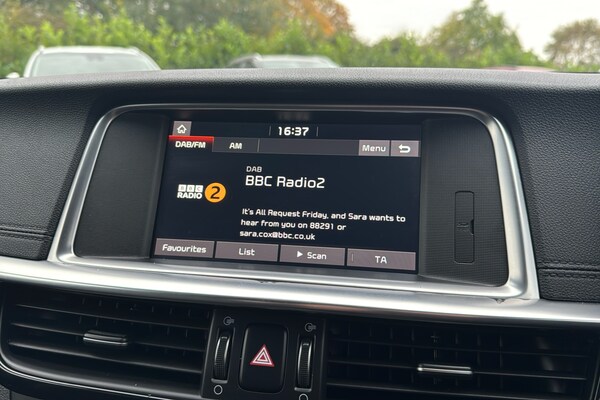 16:37
DAB/FM
AM
Menu
DAB
BBC Radio2
BBC
RADIO 2
It's All Request Friday, and Sara wants to
hear from you on 88291 or
sara.cox@bbc.co.uk
Favourites
List
Scan
TA